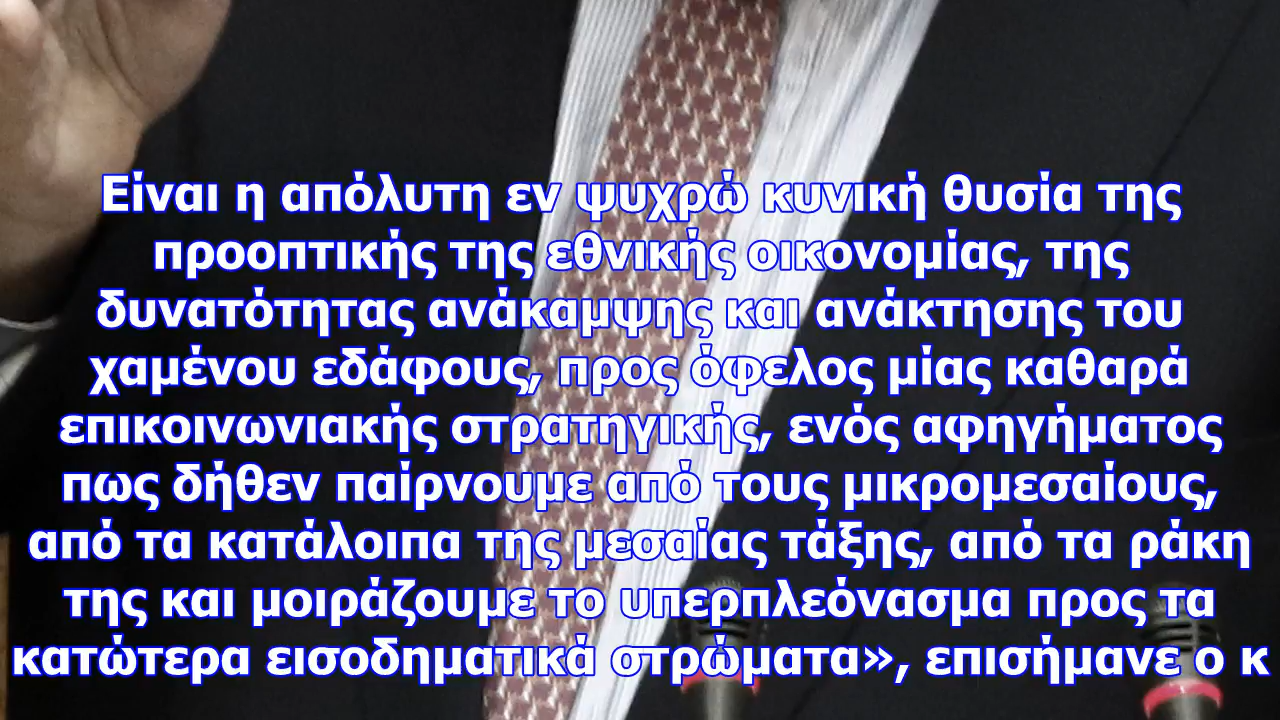 Είναι η απόλυτη εν ψυχρώ κυνική θυσία της
προοπτικής της εθνικής οικονομίας, της
δυνατότητας ανάκαμψης και ανάκτησης του
χαμένου εδάφους, προς όφελος μίας καθαρά
επικοινωνιακής στρατηγικής, ενός αφηγήματος
πως δήθεν παίρνουμε από τους μικρομεσαίους,
από τα κατάλοιπα της μεσαίας τάξης, από τα ράκη
της και μοιράζουμε το υπερπλεόνασμα προς τα
κατώτερα εισοδηματικά στρώματα», επισήμανε ο κ